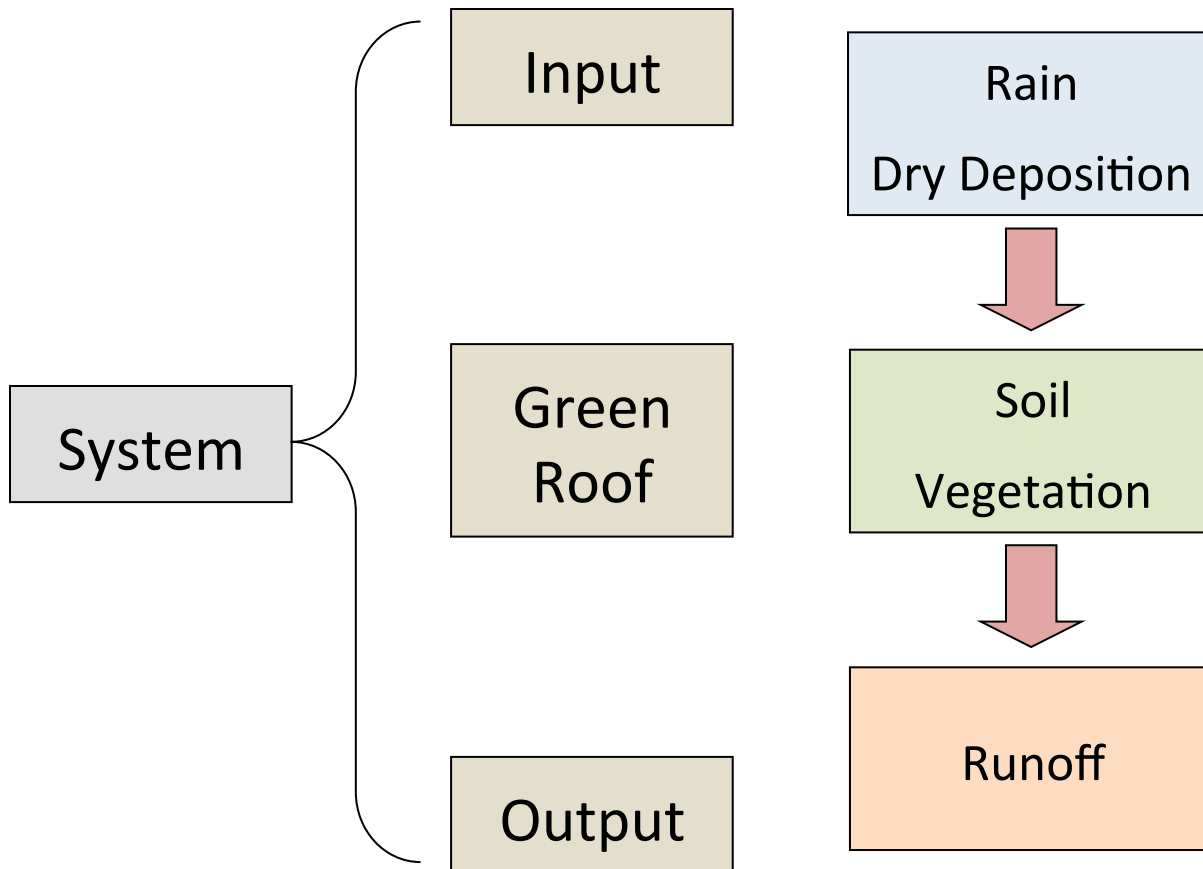 System
Input
Green
Roof
Output
Rain
Dry Deposition
Soil
Vegetation
Runoff